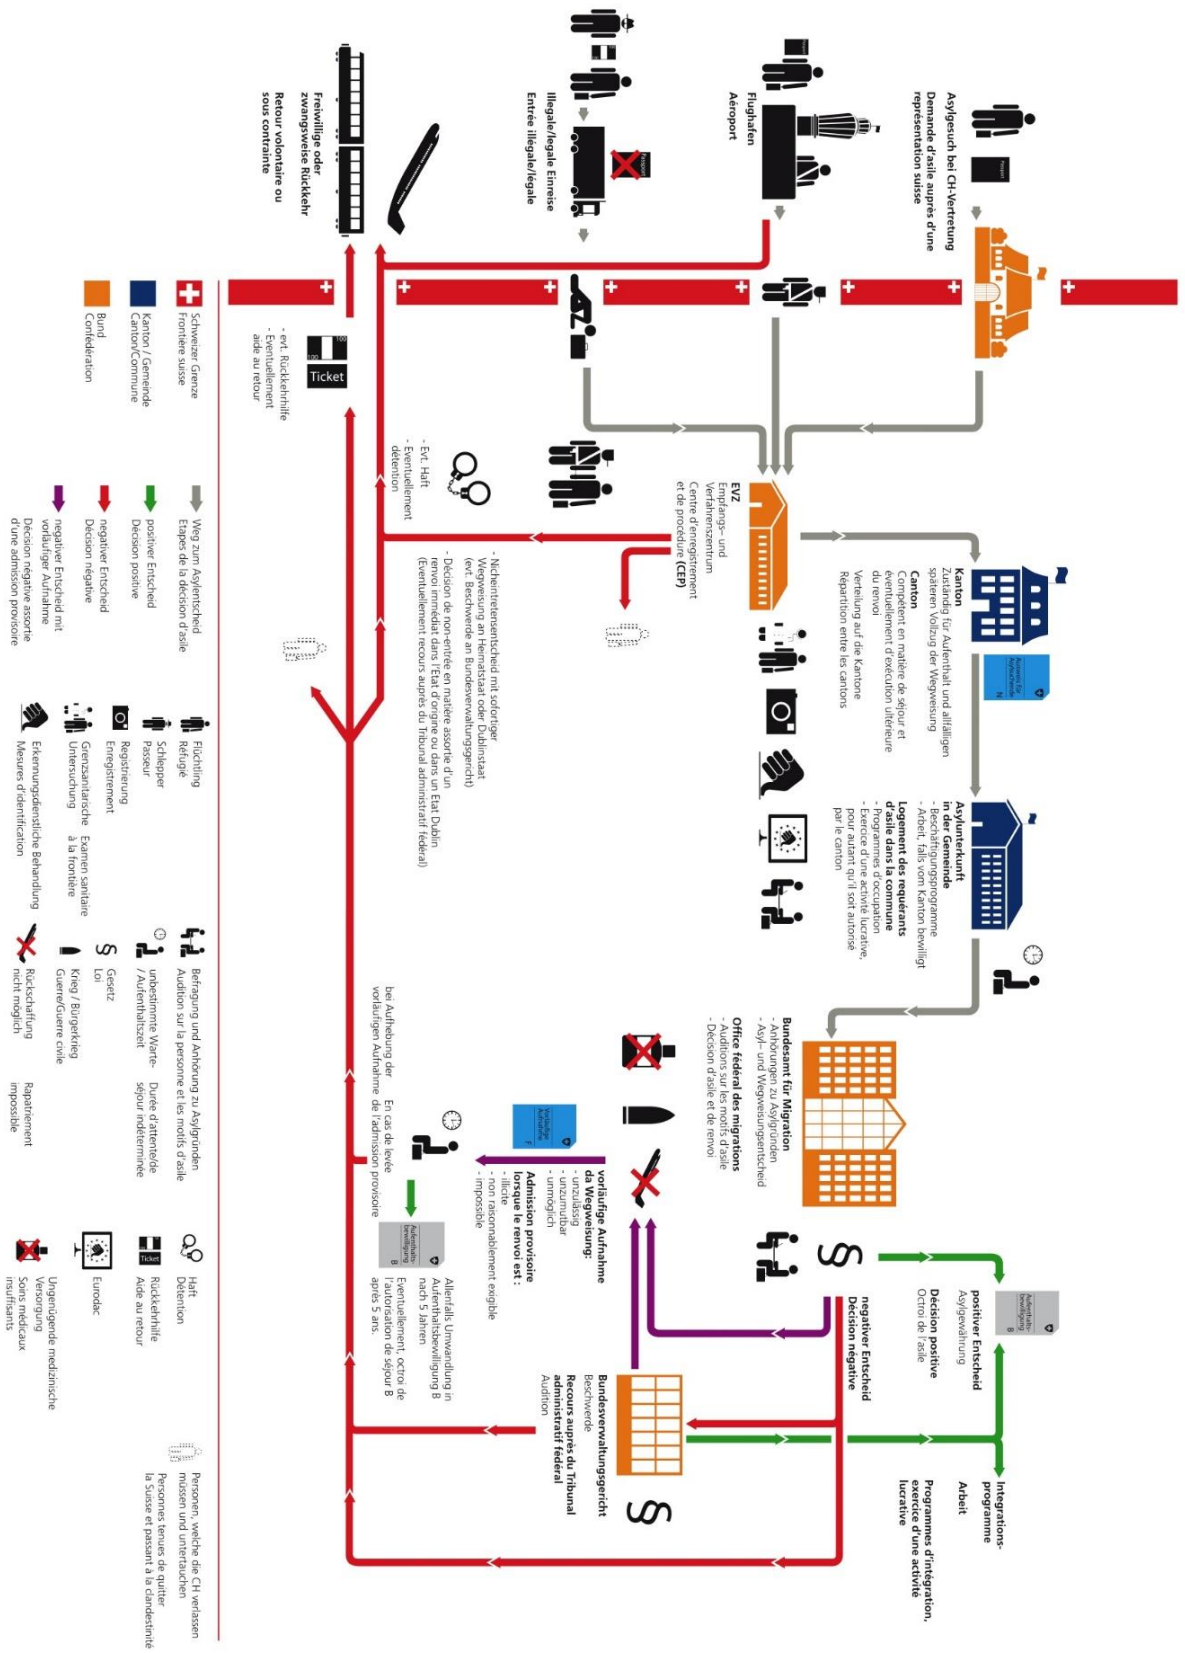 Asylgesuch bei CH-Vertretung
Demande d'asile auprès d'une
représentation suisse
Passport
Flughafen
Aéroport
Passport
Illegale/legale Einreise
Entrée illégale/légale
Passport
Freiwillige oder
zwangsweise Rückkehr
Retour volontaire ou
sous contrainte
100
100
Ticket
- evt. Rückkehrhilfe
- Eventuellement
aide au retour
- Evt. Haft
- Eventuellement
détention
EVZ
Empfangs- und
Verfahrenszentrum
Centre d'enregistrement
et de procédure (CEP)
- Nichteintretensentscheid mit sofortiger
Wegweisung an Heimatstaat oder Dublinstaat
(evt. Beschwerde an Bundesverwaltungsgericht)
- Décision de non-entrée en matière assortie d'un
renvoi immédiat dans l'Etat d'origine ou dans un Etat Dublin
(Eventuellement recours auprès du Tribunal administratif fédéral)
Ausweis für
Asylsuchende
N
Kanton
Zuständig für Aufenthalt und allfälligen
späteren Vollzug der Wegweisung
Canton
Compétent en matière de séjour et
éventuellement d'exécution ultérieure
du renvoi
Verteilung auf die Kantone
Répartition entre les cantons
Asylunterkunft
in der Gemeinde
- Beschäftigungsprogramme
- Arbeit, falls vom Kanton bewilligt
Logement des requérants
d'asile dans la commune
- Programmes d'occupation
- Exercice d'une activité lucrative,
pour autant qu'il soit autorisé
par le canton
Bundesamt für Migration
- Anhörungen zu Asylgründen
- Asyl- und Wegweisungsentscheid
Office fédéral des migrations
- Auditions sur les motifs d'asile
- Décision d'asile et de renvoi
§
Aufenthalts-
bewilligung
B
positiver Entscheid
Asylgewährung
Décision positive
Octroi de l'asile
negativer Entscheid
Décision négative
Integrations-
programme
Arbeit
Programmes d'intégration,
exercice d'une activité
lucrative
Bundesverwaltungsgericht
Beschwerde
Recours auprès du Tribunal
administratif fédéral
Audition
§
vorläufige Aufnahme
da Wegweisung:
- unzulässig
- unzumutbar
- unmöglich
Admission provisoire
lorsque le renvoi est :
- illicite
- non raisonnablement exigible
- impossible
Vorläufige
Aufnahme
F
bei Aufhebung der
vorläufigen Aufnahme
En cas de levée
de l'admission provisoire
Aufenthalts-
bewilligung
B
Allenfalls Umwandlung in
Aufenthaltsbewilligung B
nach 5 Jahren
Eventuellement, octroi de
l'autorisation de séjour B
après 5 ans.
Schweizer Grenze
Frontière suisse
Kanton / Gemeinde
Canton/Commune
Bund
Confédération
Weg zum Asylentscheid
Etapes de la décision d'asile
positiver Entscheid
Décision positive
negativer Entscheid
Décision négative
negativer Entscheid mit
vorläufiger Aufnahme
Décision négative assortie
d'une admission provisoire
Flüchtling
Réfugié
Schlepper
Passeur
Registrierung
Enregistrement
Grenzsanitarische
Untersuchung
Examen sanitaire
à la frontière
Erkennungsdienstliche Behandlung
Mesures d'identification
Befragung und Anhörung zu Asylgründen
Audition sur la personne et les motifs d'asile
unbestimmte Warte-
/ Aufenthaltszeit
Durée d'attente/de
séjour indéterminée
§
Gesetz
Loi
Krieg / Bürgerkrieg
Guerre/Guerre civile
Rückschaffung
nicht möglich
Rapatriement
impossible
Haft
Détention
Ticket
Rückkehrhilfe
Aide au retour
Eurodac
Ungenügende medizinische
Versorgung
Soins médicaux
insuffisants
Personen, welche die CH verlassen
müssen und untertauchen
Personnes tenues de quitter
la Suisse et passant à la clandestinité